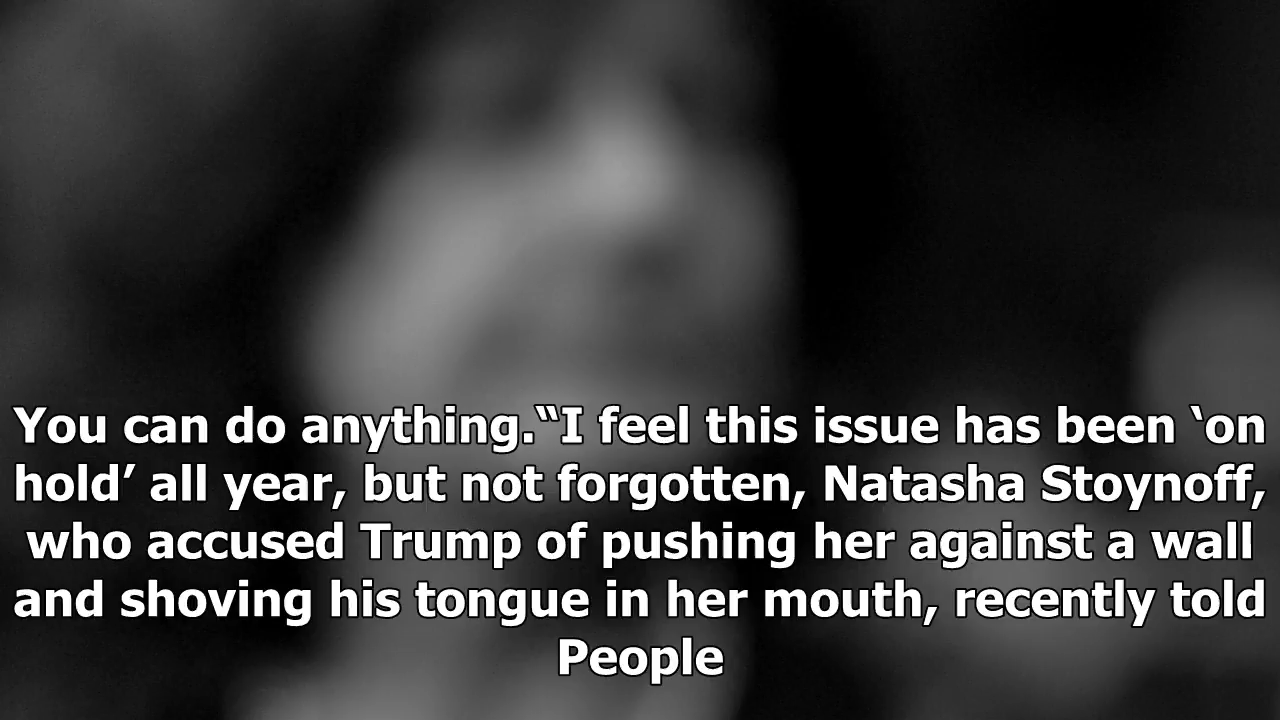 You can do anything.“I feel this issue has been ‘on
hold’ all year, but not forgotten, Natasha Stoynoff,
who accused Trump of pushing her against a wall
and shoving his tongue in her mouth, recently told
People